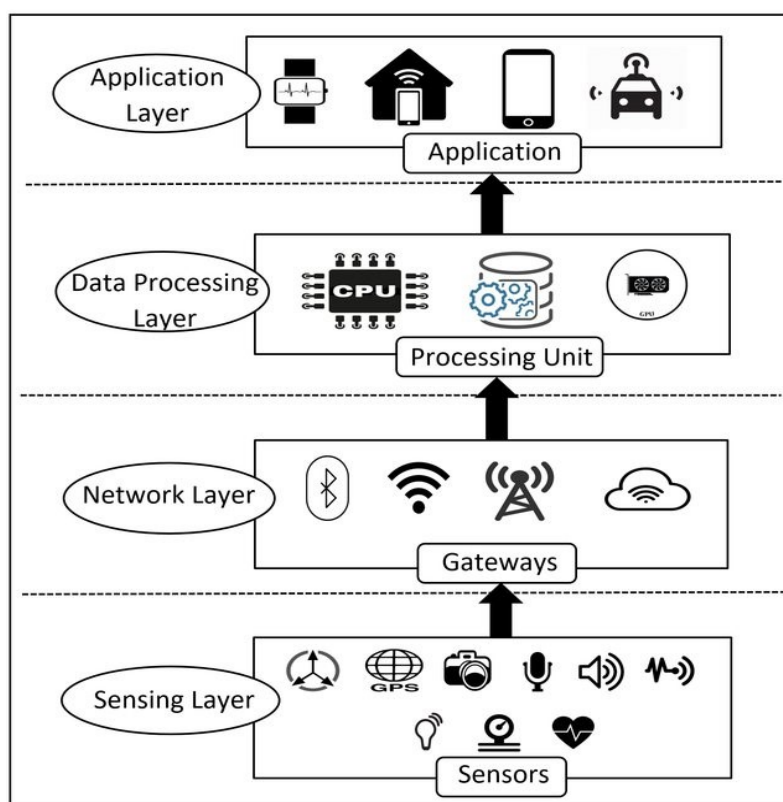 Application
Layer
Application
Data Processing
Layer
CPU
GPU
Processing Unit
Network Layer
Gateways
Sensing Layer
GPS
Sensors